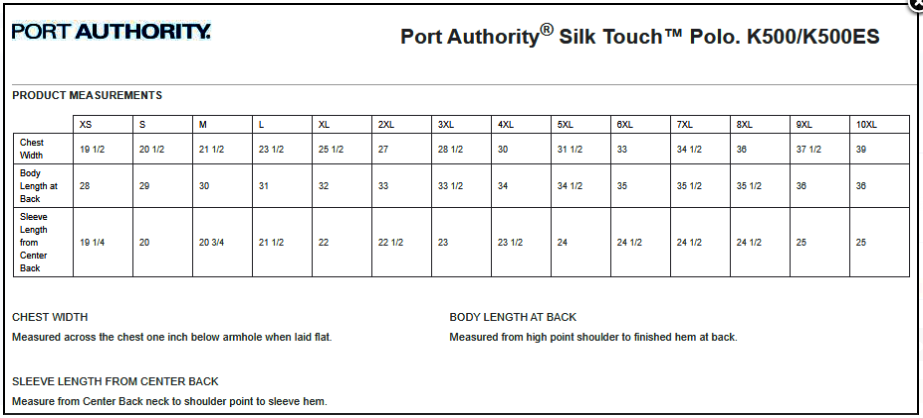 PORT AUTHORITY.
Port Authority® Silk Touch™ Polo. K500/K500ES
PRODUCT MEASUREMENTS
XS S M L XL 2XL 3XL 4XL 5XL 6XL 7XL 8XL 9XL 10XL
Chest Width 19 1/2 20 1/2 21 1/2 23 1/2 25 1/2 27 28 1/2 30 31 1/2 33 34 1/2 36 37 1/2 39
Body Length at Back 28 29 30 31 32 33 33 1/2 34 34 1/2 35 35 1/2 35 1/2 36 36
Sleeve Length from Center Back 19 1/4 20 20 3/4 21 1/2 22 22 1/2 23 23 1/2 24 24 1/2 24 1/2 24 1/2 25 25
CHEST WIDTH
Measured across the chest one inch below armhole when laid flat.
BODY LENGTH AT BACK
Measured from high point shoulder to finished hem at back.
SLEEVE LENGTH FROM CENTER BACK
Measure from Center Back neck to shoulder point to sleeve hem.